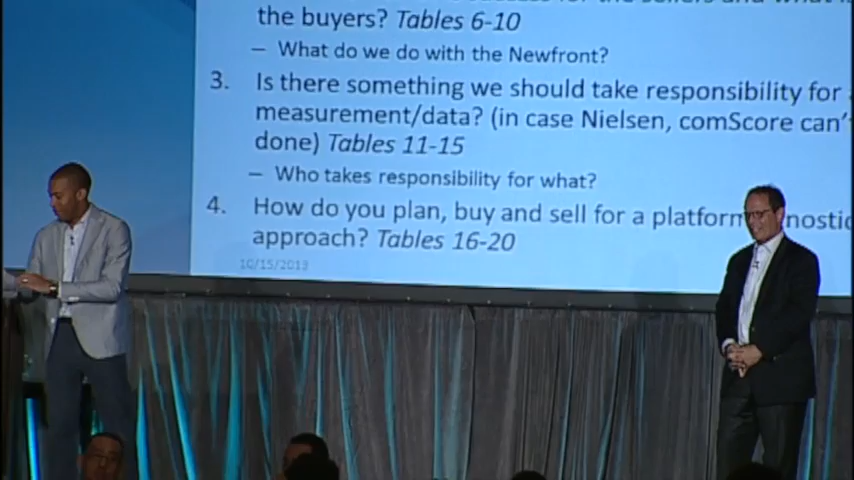 the buyers? Tables 6-10
– What do we do with the Newfront?
3. Is there something we should take responsibility for
measurement/data? (in case Nielsen, comScore can'
done) Tables 11-15
– Who takes responsibility for what?
4. How do you plan, buy and sell for a platform nostic
approach? Tables 16-20
10/15/2013